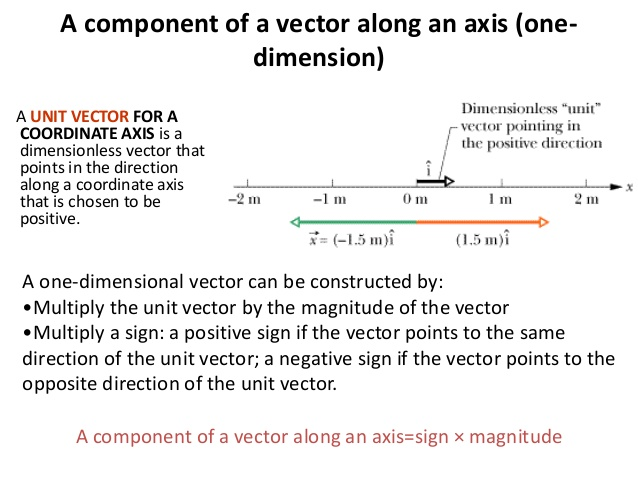 A component of a vector along an axis (one-
dimension)
A UNIT VECTOR FOR A
COORDINATE AXIS is a
dimensionless vector that
points in the direction
along a coordinate axis
that is chosen to be
positive.
Dimensionless “unit”
vector pointing in
the positive direction
î
x
−2 m −1 m 0 m 1 m 2 m
x⃗ = (−1.5 m)î (1.5 m)î
A one-dimensional vector can be constructed by:
•Multiply the unit vector by the magnitude of the vector
•Multiply a sign: a positive sign if the vector points to the same
direction of the unit vector; a negative sign if the vector points to the
opposite direction of the unit vector.
A component of a vector along an axis=sign × magnitude